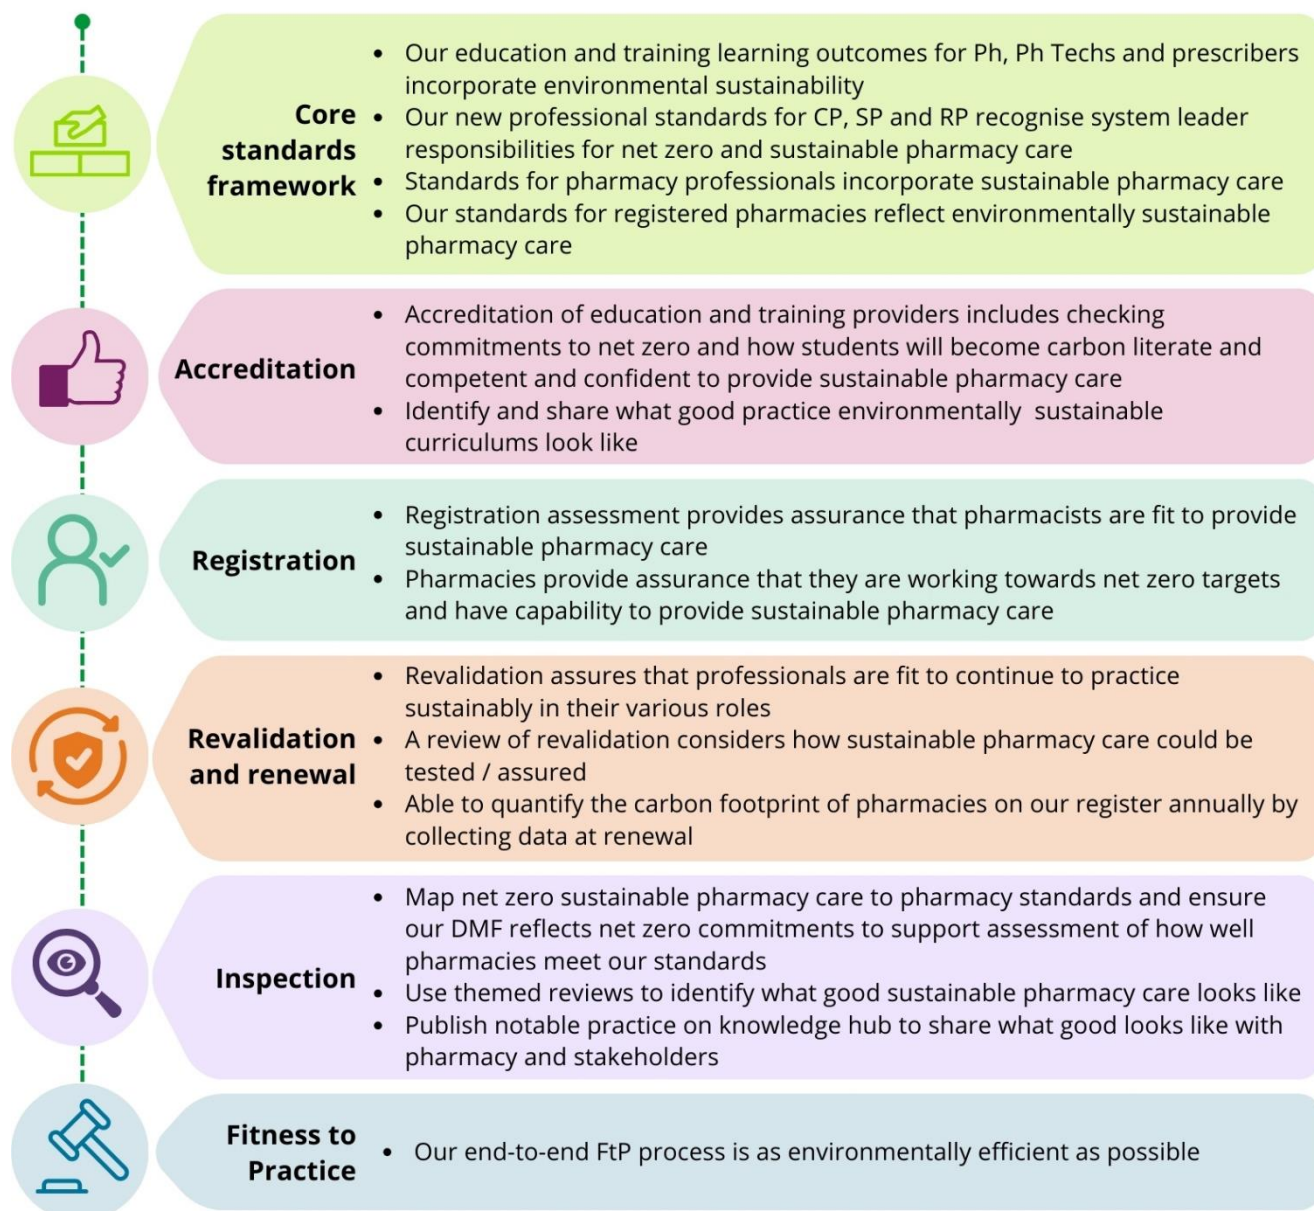 Core
standards
framework
• Our education and training learning outcomes for Ph, Ph Techs and prescribers
incorporate environmental sustainability
• Our new professional standards for CP, SP and RP recognise system leader
responsibilities for net zero and sustainable pharmacy care
• Standards for pharmacy professionals incorporate sustainable pharmacy care
• Our standards for registered pharmacies reflect environmentally sustainable
pharmacy care
Accreditation
• Accreditation of education and training providers includes checking
commitments to net zero and how students will become carbon literate and
competent and confident to provide sustainable pharmacy care
• Identify and share what good practice environmentally sustainable
curriculums look like
Registration
• Registration assessment provides assurance that pharmacists are fit to provide
sustainable pharmacy care
• Pharmacies provide assurance that they are working towards net zero targets
and have capability to provide sustainable pharmacy care
Revalidation
and renewal
• Revalidation assures that professionals are fit to continue to practice
sustainably in their various roles
• A review of revalidation considers how sustainable pharmacy care could be
tested / assured
• Able to quantify the carbon footprint of pharmacies on our register annually by
collecting data at renewal
Inspection
• Map net zero sustainable pharmacy care to pharmacy standards and ensure
our DMF reflects net zero commitments to support assessment of how well
pharmacies meet our standards
• Use themed reviews to identify what good sustainable pharmacy care looks like
• Publish notable practice on knowledge hub to share what good looks like with
pharmacy and stakeholders
Fitness to
Practice
• Our end-to-end FtP process is as environmentally efficient as possible